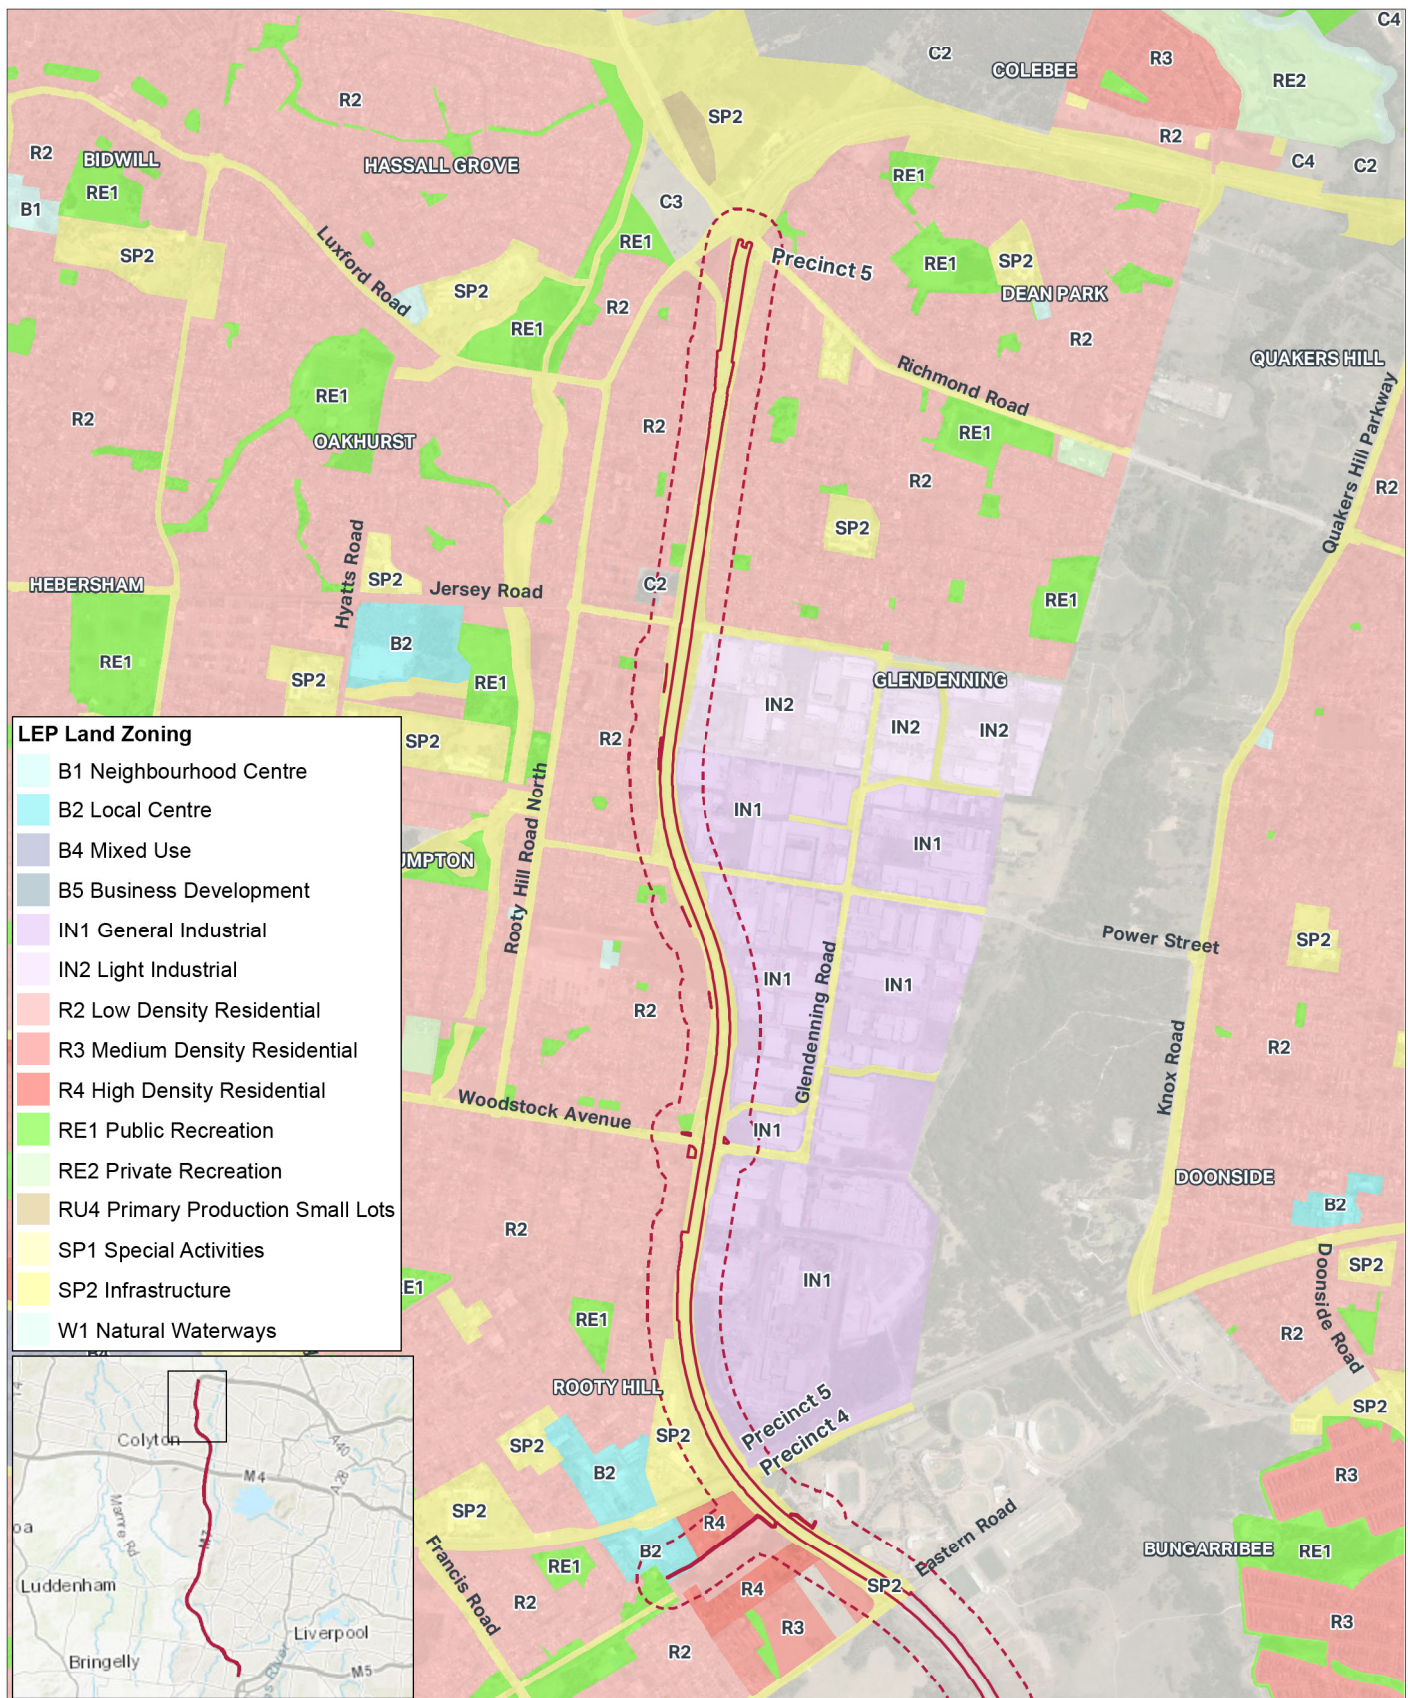 C4
C2
COLEBEE
R3
RE2
R2
SP2
R2
R2
BIDWILL
HASSALL GROVE
C4
C2
RE1
B1
RE1
C3
SP2
Luxford Road
RE1
Precinct 5
RE1
SP2
DEAN PARK
SP2
R2
RE1
R2
QUAKERS HILL
Richmond Road
RE1
R2
R2
RE1
OAKHURST
Quakers Hill Parkway
R2
R2
SP2
Hyatts Road
SP2
Jersey Road
C2
HEBERSHAM
RE1
B2
RE1
SP2
RE1
GLENDENNING
IN2
IN2
IN2
SP2
R2
Rooty Hill Road North
IN1
IN1
UMPTON
Power Street
SP2
IN1
IN1
Glendenning Road
R2
R2
Knox Road
Woodstock Avenue
IN1
DOONSIDE
B2
R2
SP2
Doonside Road
IN1
E1
RE1
R2
ROOTY HILL
Precinct 5
Precinct 4
SP2
SP2
SP2
B2
R3
SP2
R4
Eastern Road
B2
RE1
BUNGARRIBEE
RE1
Francis Road
R2
R4
SP2
R3
R3
R2
LEP Land Zoning
B1 Neighbourhood Centre
B2 Local Centre
B4 Mixed Use
B5 Business Development
IN1 General Industrial
IN2 Light Industrial
R2 Low Density Residential
R3 Medium Density Residential
R4 High Density Residential
RE1 Public Recreation
RE2 Private Recreation
RU4 Primary Production Small Lots
SP1 Special Activities
SP2 Infrastructure
W1 Natural Waterways
Colyton
M4
A40
A28
Mamre Rd
M7
oa
Luddenham
Liverpool
Bringelly
M5